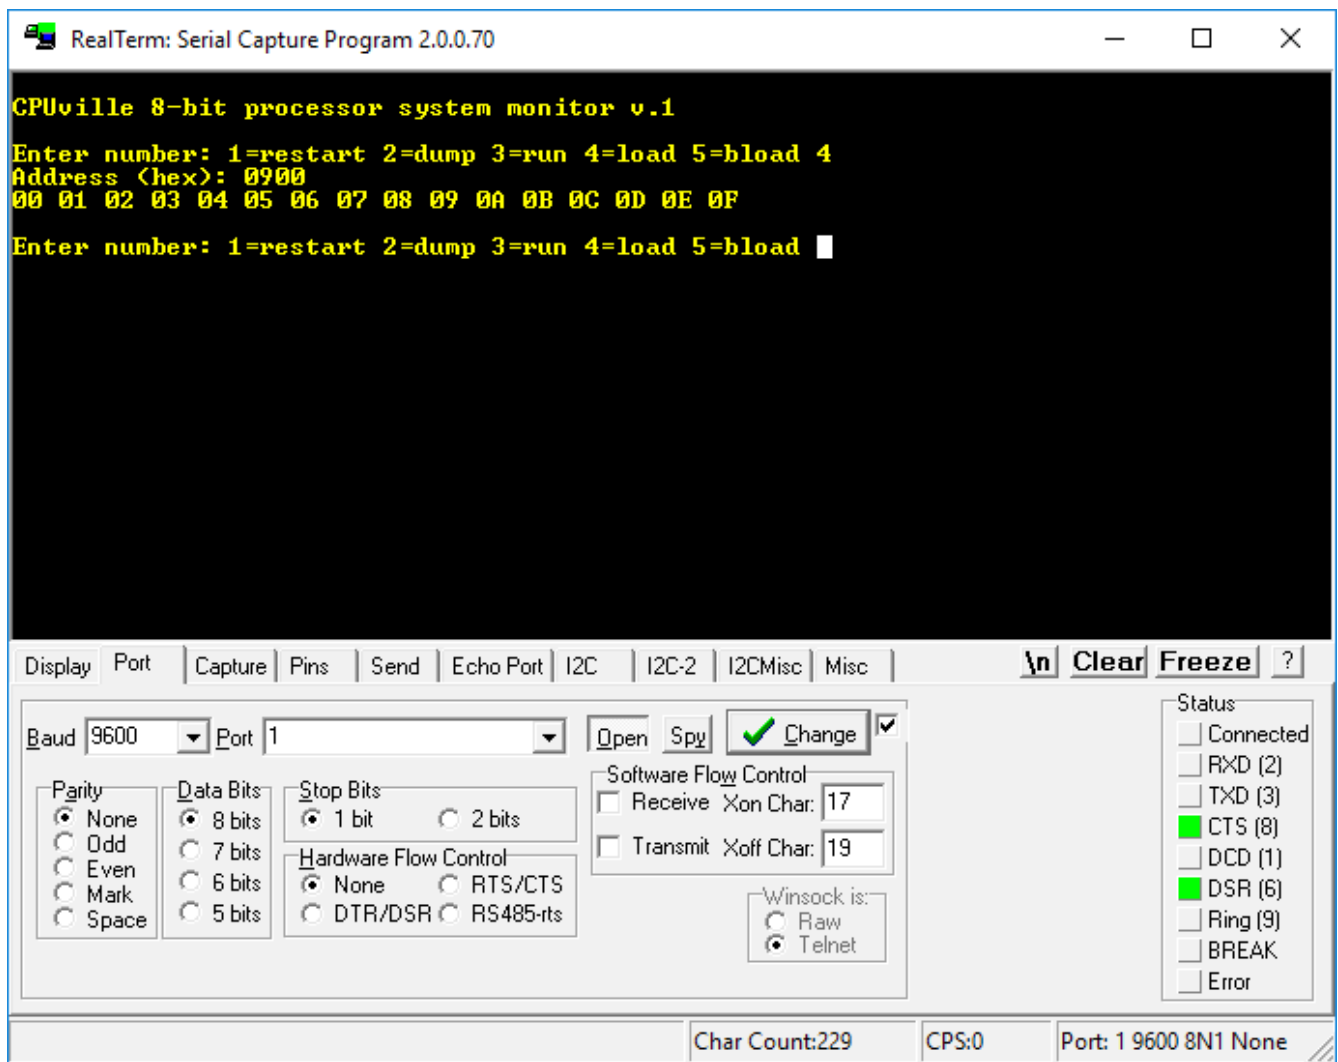 RealTerm: Serial Capture Program 2.0.0.70
CPUville 8-bit processor system monitor v.1
Enter number: 1=restart 2=dump 3=run 4=load 5=bload 4
Address (hex): 0900
00 01 02 03 04 05 06 07 08 09 0A 0B 0C 0D 0E 0F
Enter number: 1=restart 2=dump 3=run 4=load 5=bload
Display Port Capture Pins Send Echo Port I2C I2C-2 I2CMisc Misc \n Clear Freeze ?
Baud 9600 Port 1 Open Spy Change
Parity
None
Odd
Even
Mark
Space
Data Bits
8 bits
7 bits
6 bits
5 bits
Stop Bits
1 bit 2 bits
Hardware Flow Control
None RTS/CTS
DTR/DSR RS485-rts
Software Flow Control
Receive Xon Char: 17
Transmit Xoff Char: 19
Winsock is:
Raw
Telnet
Status
Connected
RXD (2)
TXD (3)
CTS (8)
DCD (1)
DSR (6)
Ring (9)
BREAK
Error
Char Count:229 CPS:0 Port: 1 9600 8N1 None